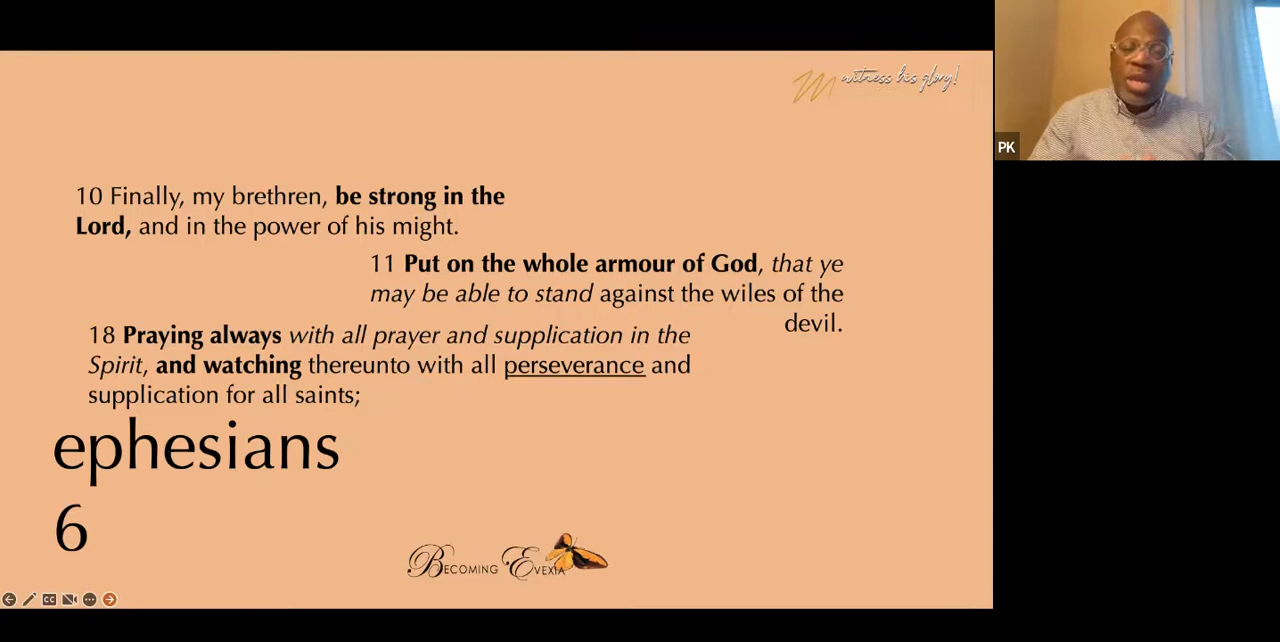 witness his glory!
PK
10 Finally, my brethren, be strong in the
Lord, and in the power of his might.
11 Put on the whole armour of God, that ye
may be able to stand against the wiles of the
devil.
18 Praying always with all prayer and supplication in the
Spirit, and watching thereunto with all perseverance and
supplication for all saints;
ephesians
6
BECOMING EVEXIA
CC